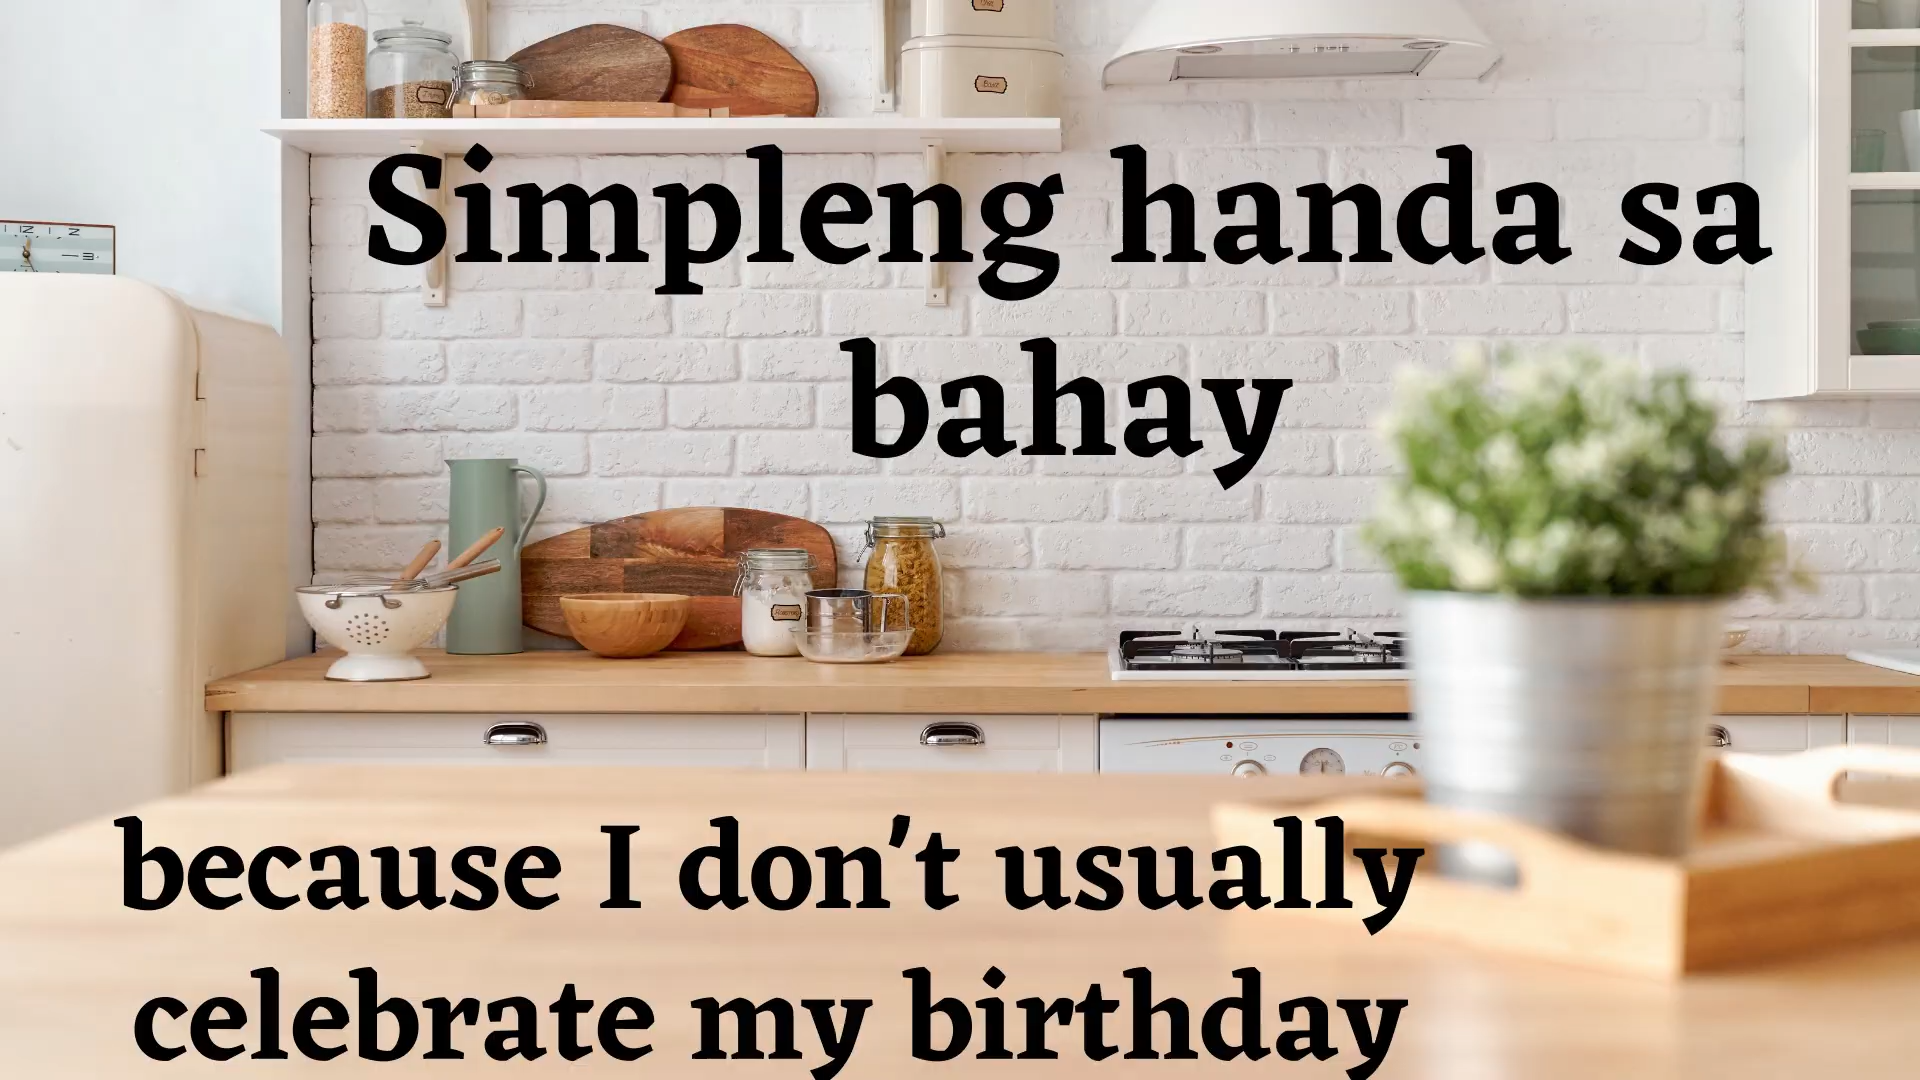 Simpleng handa sa
bahay
because I don't usually
celebrate my birthday